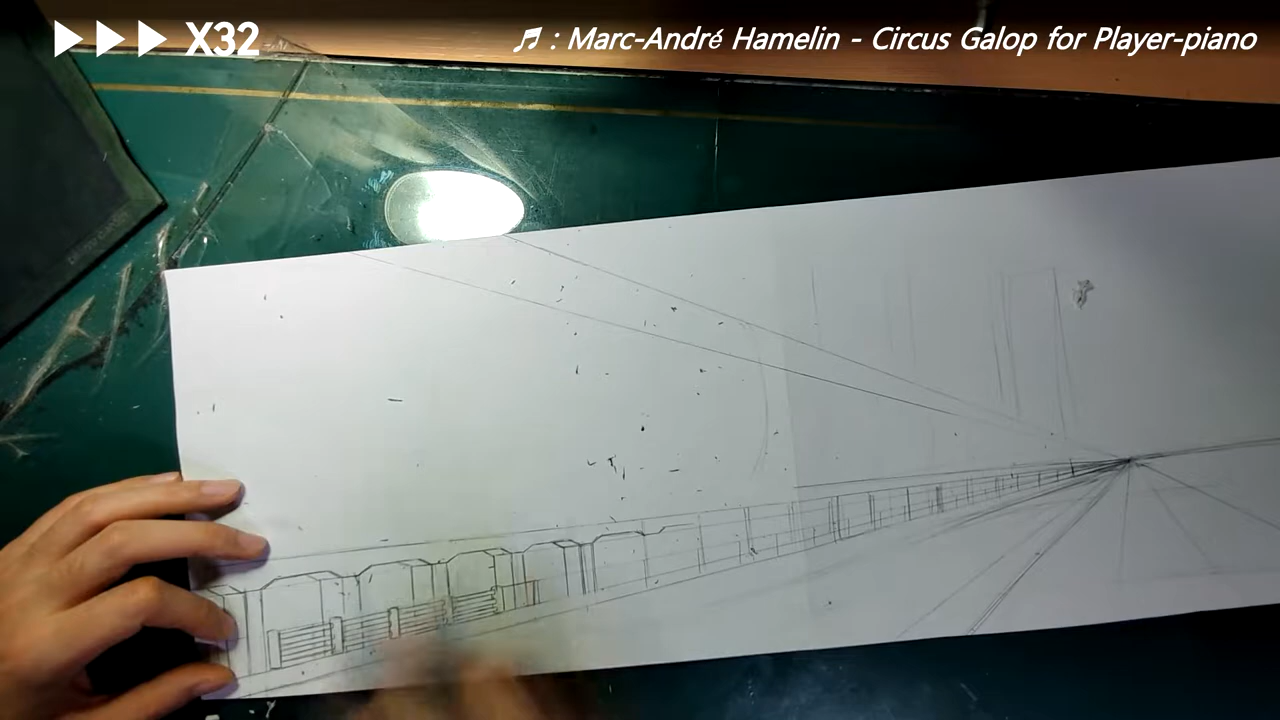 ▶▶▶ X32
♬ : Marc-André Hamelin - Circus Galop for Player-piano